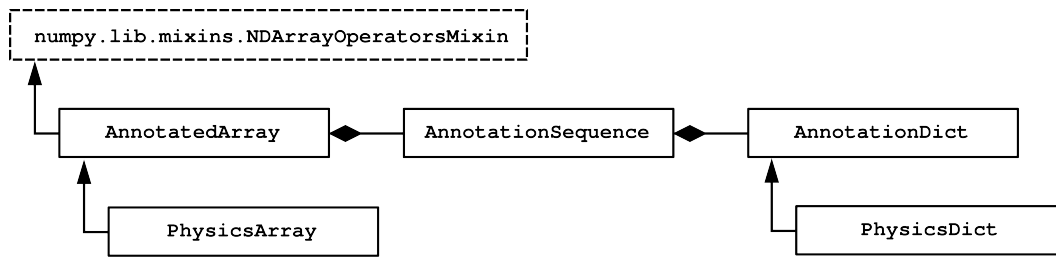 numpy.lib.mixins.NDArrayOperatorsMixin
AnnotatedArray
AnnotationSequence
AnnotationDict
PhysicsArray
PhysicsDict